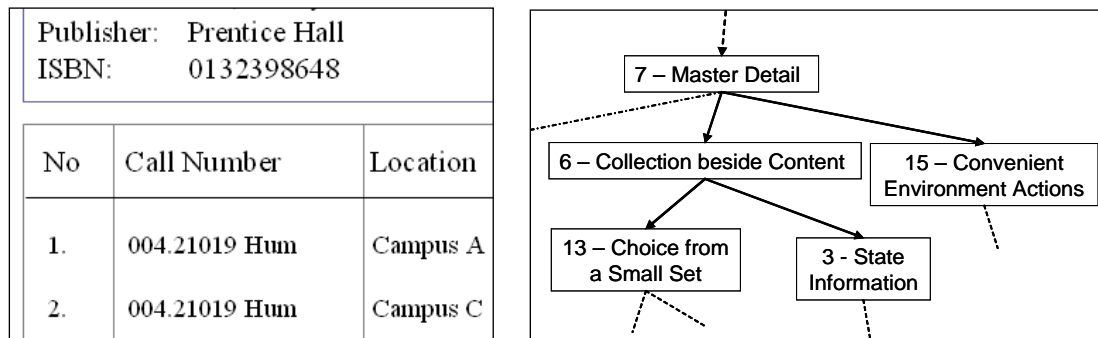 Publisher: Prentice Hall
ISBN: 0132398648
No Call Number Location
1. 004.21019 Hum Campus A
2. 004.21019 Hum Campus C
7 – Master Detail
6 – Collection beside Content
15 – Convenient
Environment Actions
13 – Choice from
a Small Set
3 - State
Information